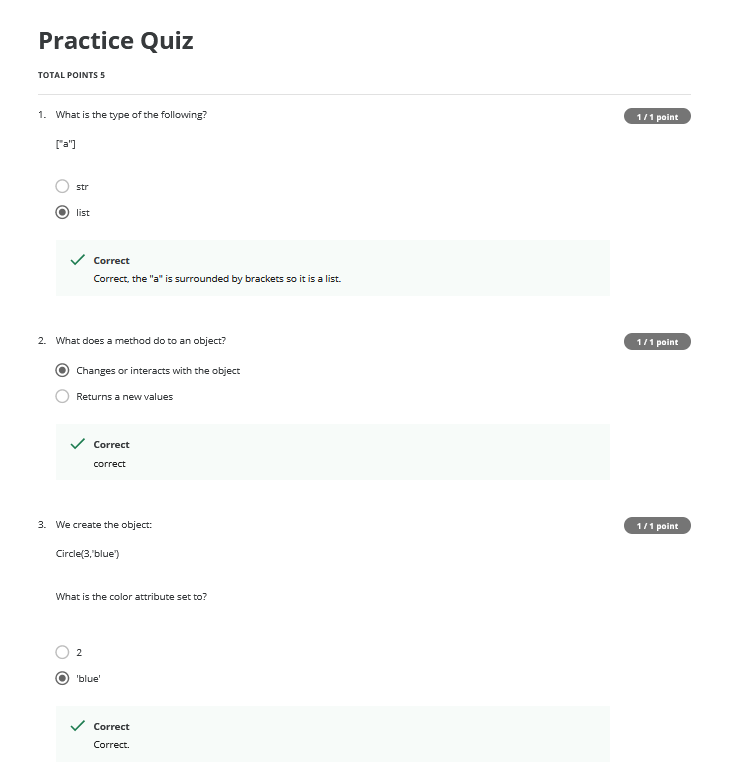 Practice Quiz
TOTAL POINTS 5
1. What is the type of the following?
1 / 1 point
["a"]
str
list
Correct
Correct, the "a" is surrounded by brackets so it is a list.
2. What does a method do to an object?
1 / 1 point
Changes or interacts with the object
Returns a new values
Correct
correct
3. We create the object:
1 / 1 point
Circle(3,'blue')
What is the color attribute set to?
2
'blue'
Correct
Correct.